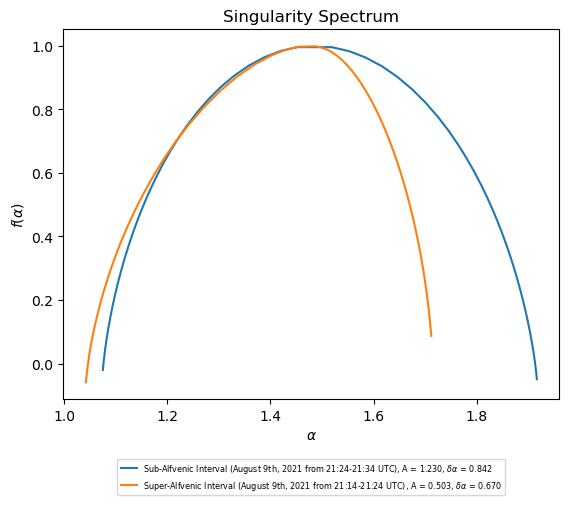 Singularity Spectrum
1.0
0.8
0.6
0.4
0.2
0.0
f(α)
1.0 1.2 1.4 1.6 1.8
α
Sub-Alfvenic Interval (August 9th, 2021 from 21:24-21:34 UTC), A = 1.230, δα = 0.842
Super-Alfvenic Interval (August 9th, 2021 from 21:14-21:24 UTC), A = 0.503, δα = 0.670